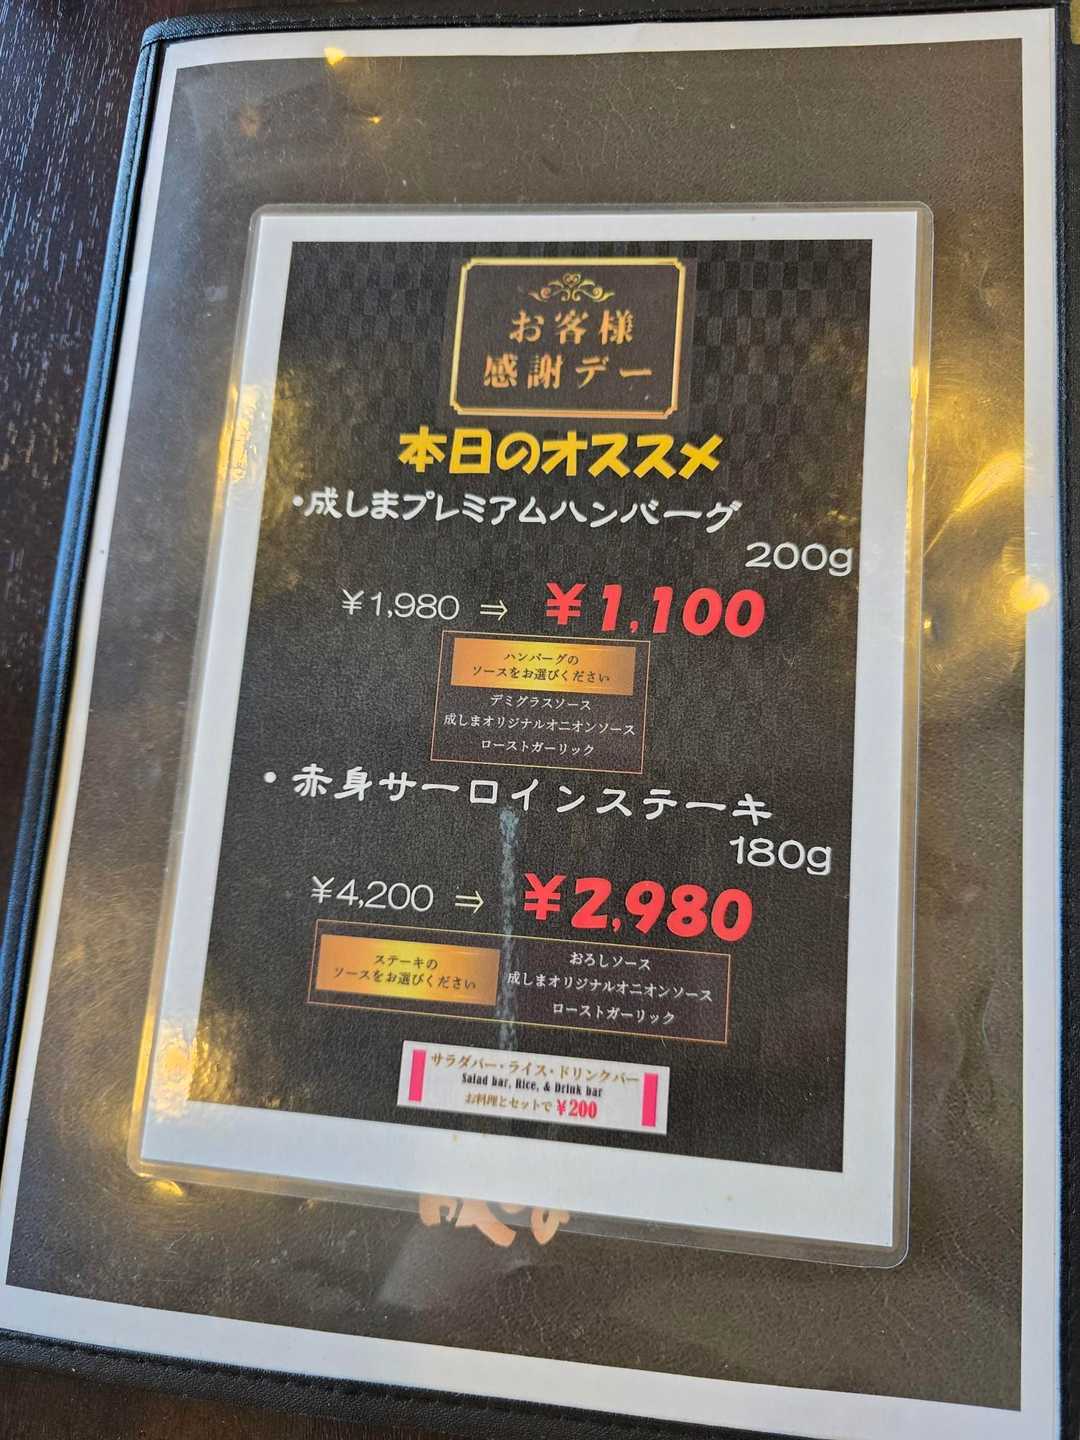 お客様
感謝デー
本日のオススメ
・成しまプレミアムハンバーグ
200g
¥1,980 ⇒ ¥1,100
ハンバーグの
ソースをお選びください
デミグラスソース
成しまオリジナルオニオンソース
ローストガーリック
・赤身サーロインステーキ
180g
¥4,200 ⇒ ¥2,980
ステーキの
ソースをお選びください
おろしソース
成しまオリジナルオニオンソース
ローストガーリック
サラダバー・ライス・ドリンクバー
Salad bar, Rice, & Drink bar
お料理とセットで ¥200